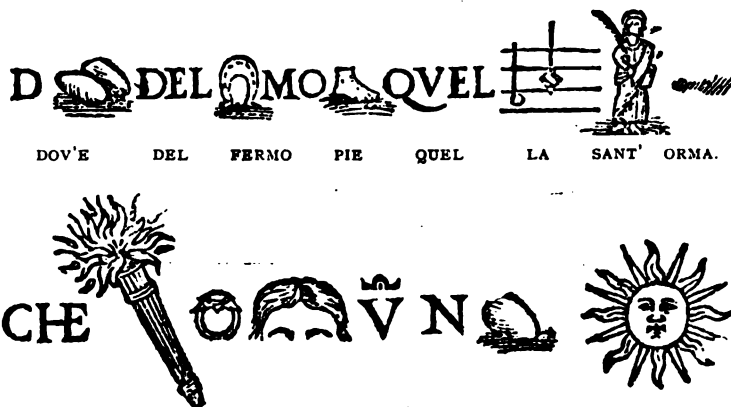 D DEL MO QVEL
DOV'E DEL FERMO PIE QUEL LA SANT' ORMA.
CHE V N